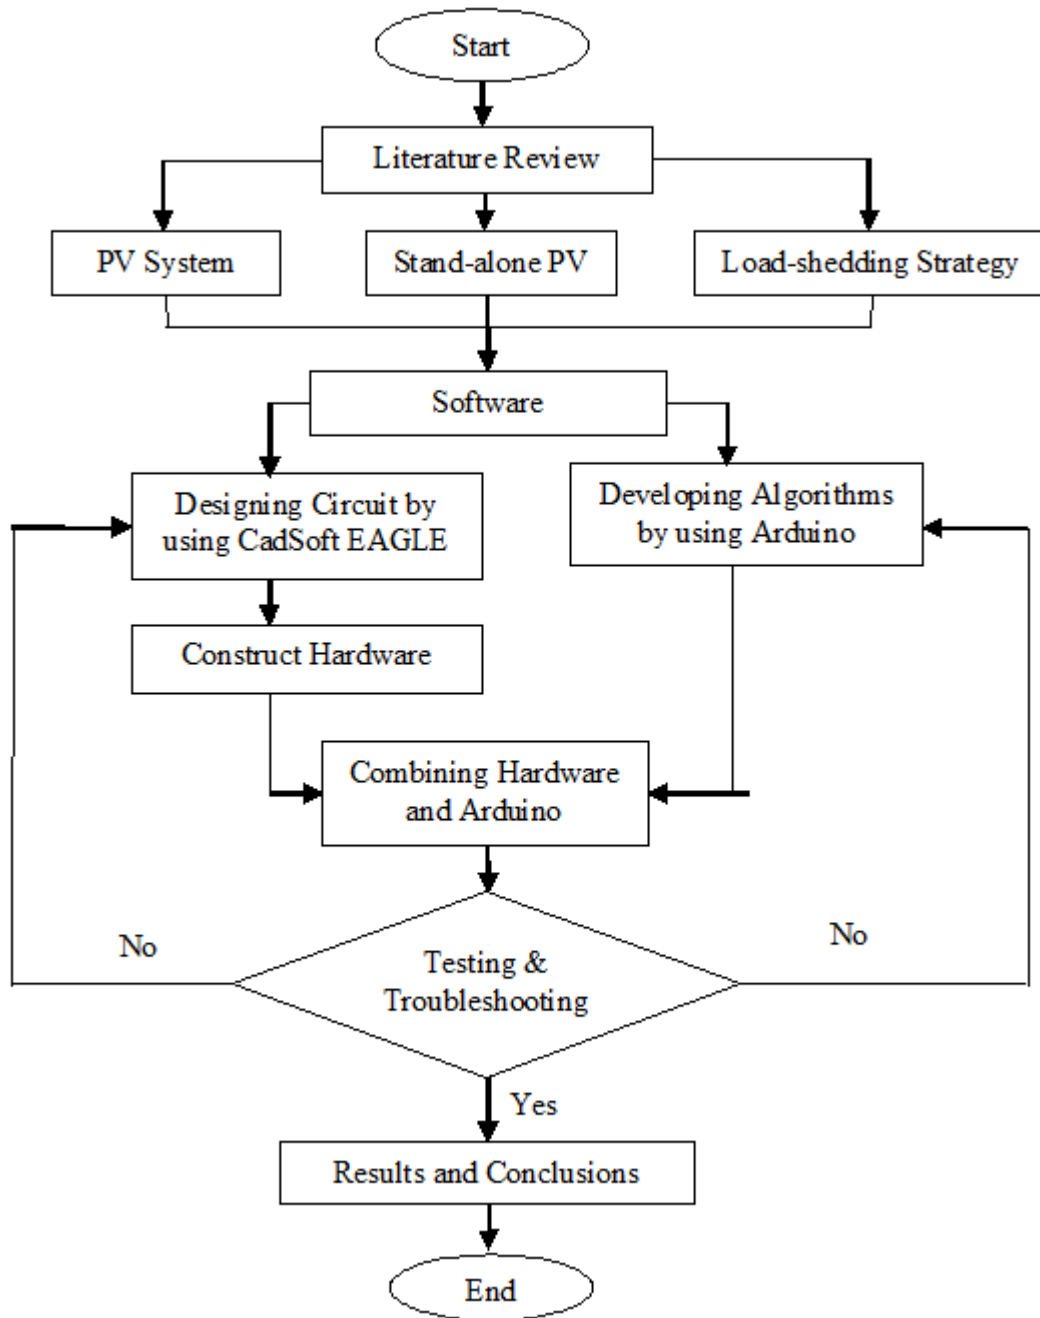 Start
Literature Review
PV System
Stand-alone PV
Load-shedding Strategy
Software
Designing Circuit by
using CadSoft EAGLE
Developing Algorithms
by using Arduino
Construct Hardware
Combining Hardware
and Arduino
No
Testing &
Troubleshooting
No
Yes
Results and Conclusions
End